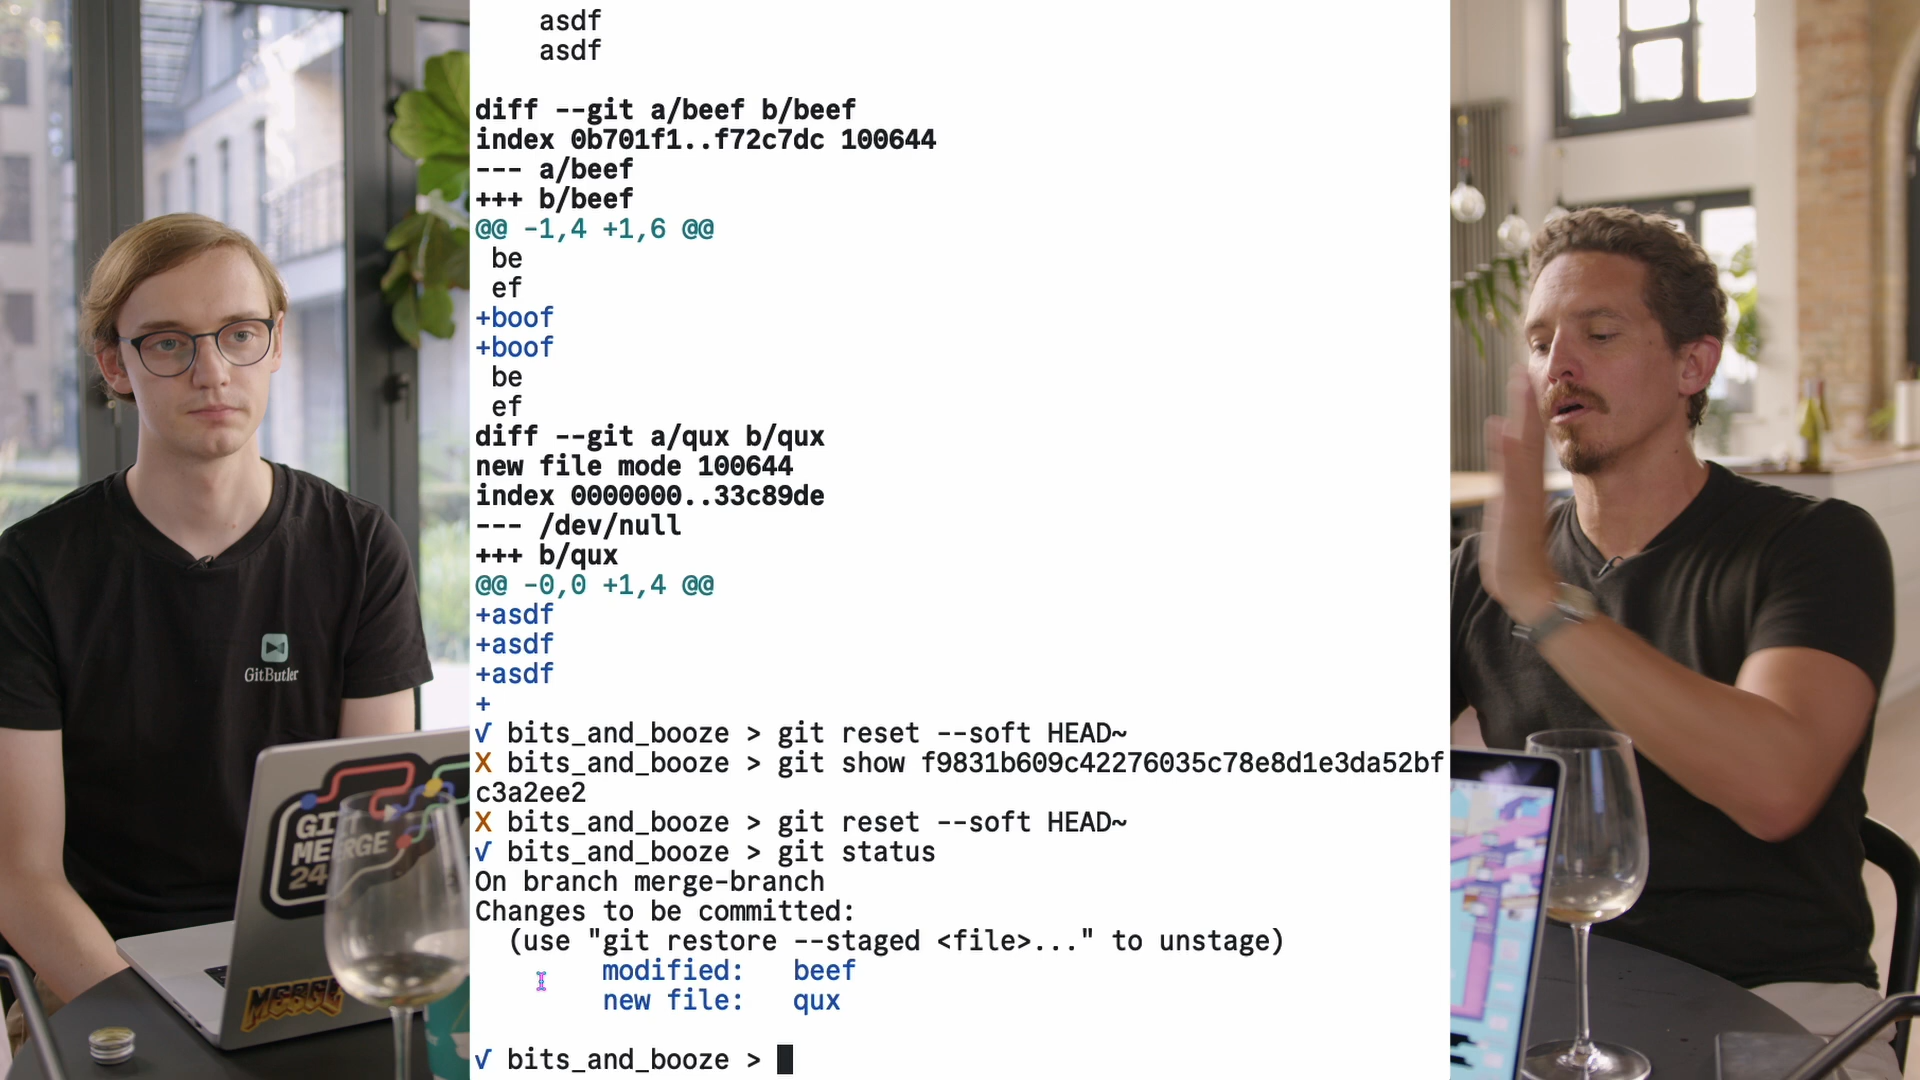 asdf
asdf
diff --git a/beef b/beef
index 0b701f1..f72c7dc 100644
--- a/beef
+++ b/beef
@@ -1,4 +1,6 @@
be
ef
+boof
+boof
be
ef
diff --git a/qux b/qux
new file mode 100644
index 0000000..33c89de
--- /dev/null
+++ b/qux
@@ -0,0 +1,4 @@
+asdf
+asdf
+asdf
+
√ bits_and_booze > git reset --soft HEAD~
X bits_and_booze > git show f9831b609c42276035c78e8d1e3da52bf
c3a2ee2
X bits_and_booze > git reset --soft HEAD~
√ bits_and_booze > git status
On branch merge-branch
Changes to be committed:
(use "git restore --staged <file>..." to unstage)
modified: beef
new file: qux
√ bits_and_booze >
GitButler
GIT
MERGE
24
MERGE